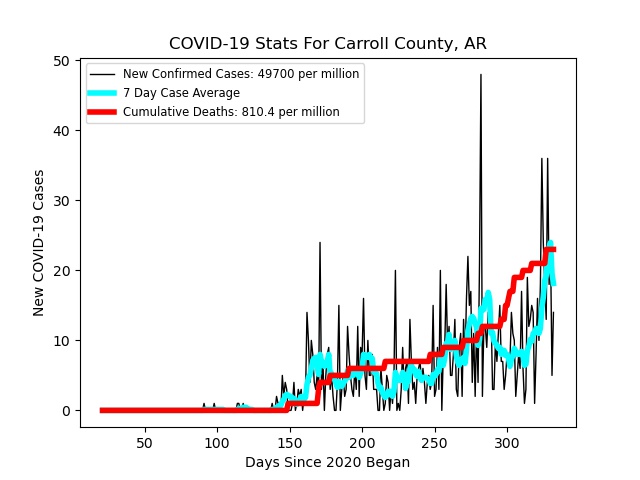 COVID-19 Stats For Carroll County, AR
New Confirmed Cases: 49700 per million
7 Day Case Average
Cumulative Deaths: 810.4 per million
New COVID-19 Cases
50
40
30
20
10
0
50 100 150 200 250 300
Days Since 2020 Began